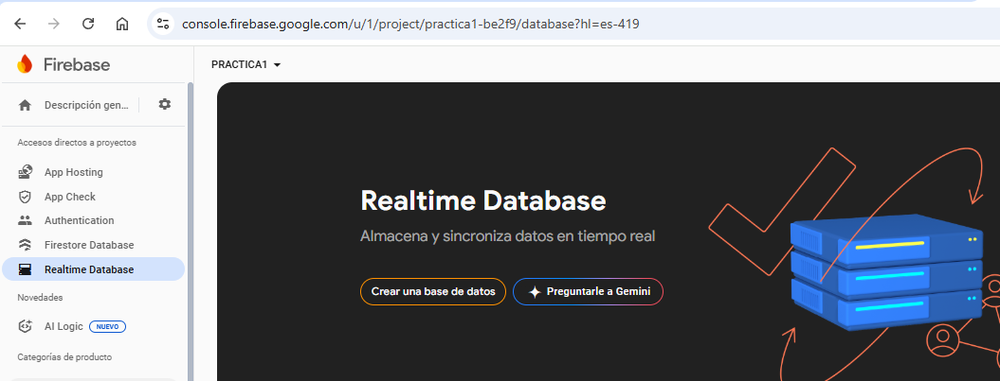 console.firebase.google.com/u/1/project/practica1-be2f9/database?hl=es-419
Firebase
PRACTICA1
Descripción gen...
Accesos directos a proyectos
App Hosting
App Check
Authentication
Firestore Database
Realtime Database
Novedades
AI Logic NUEVO
Categorías de producto
Realtime Database
Almacena y sincroniza datos en tiempo real
Crear una base de datos
Preguntarle a Gemini